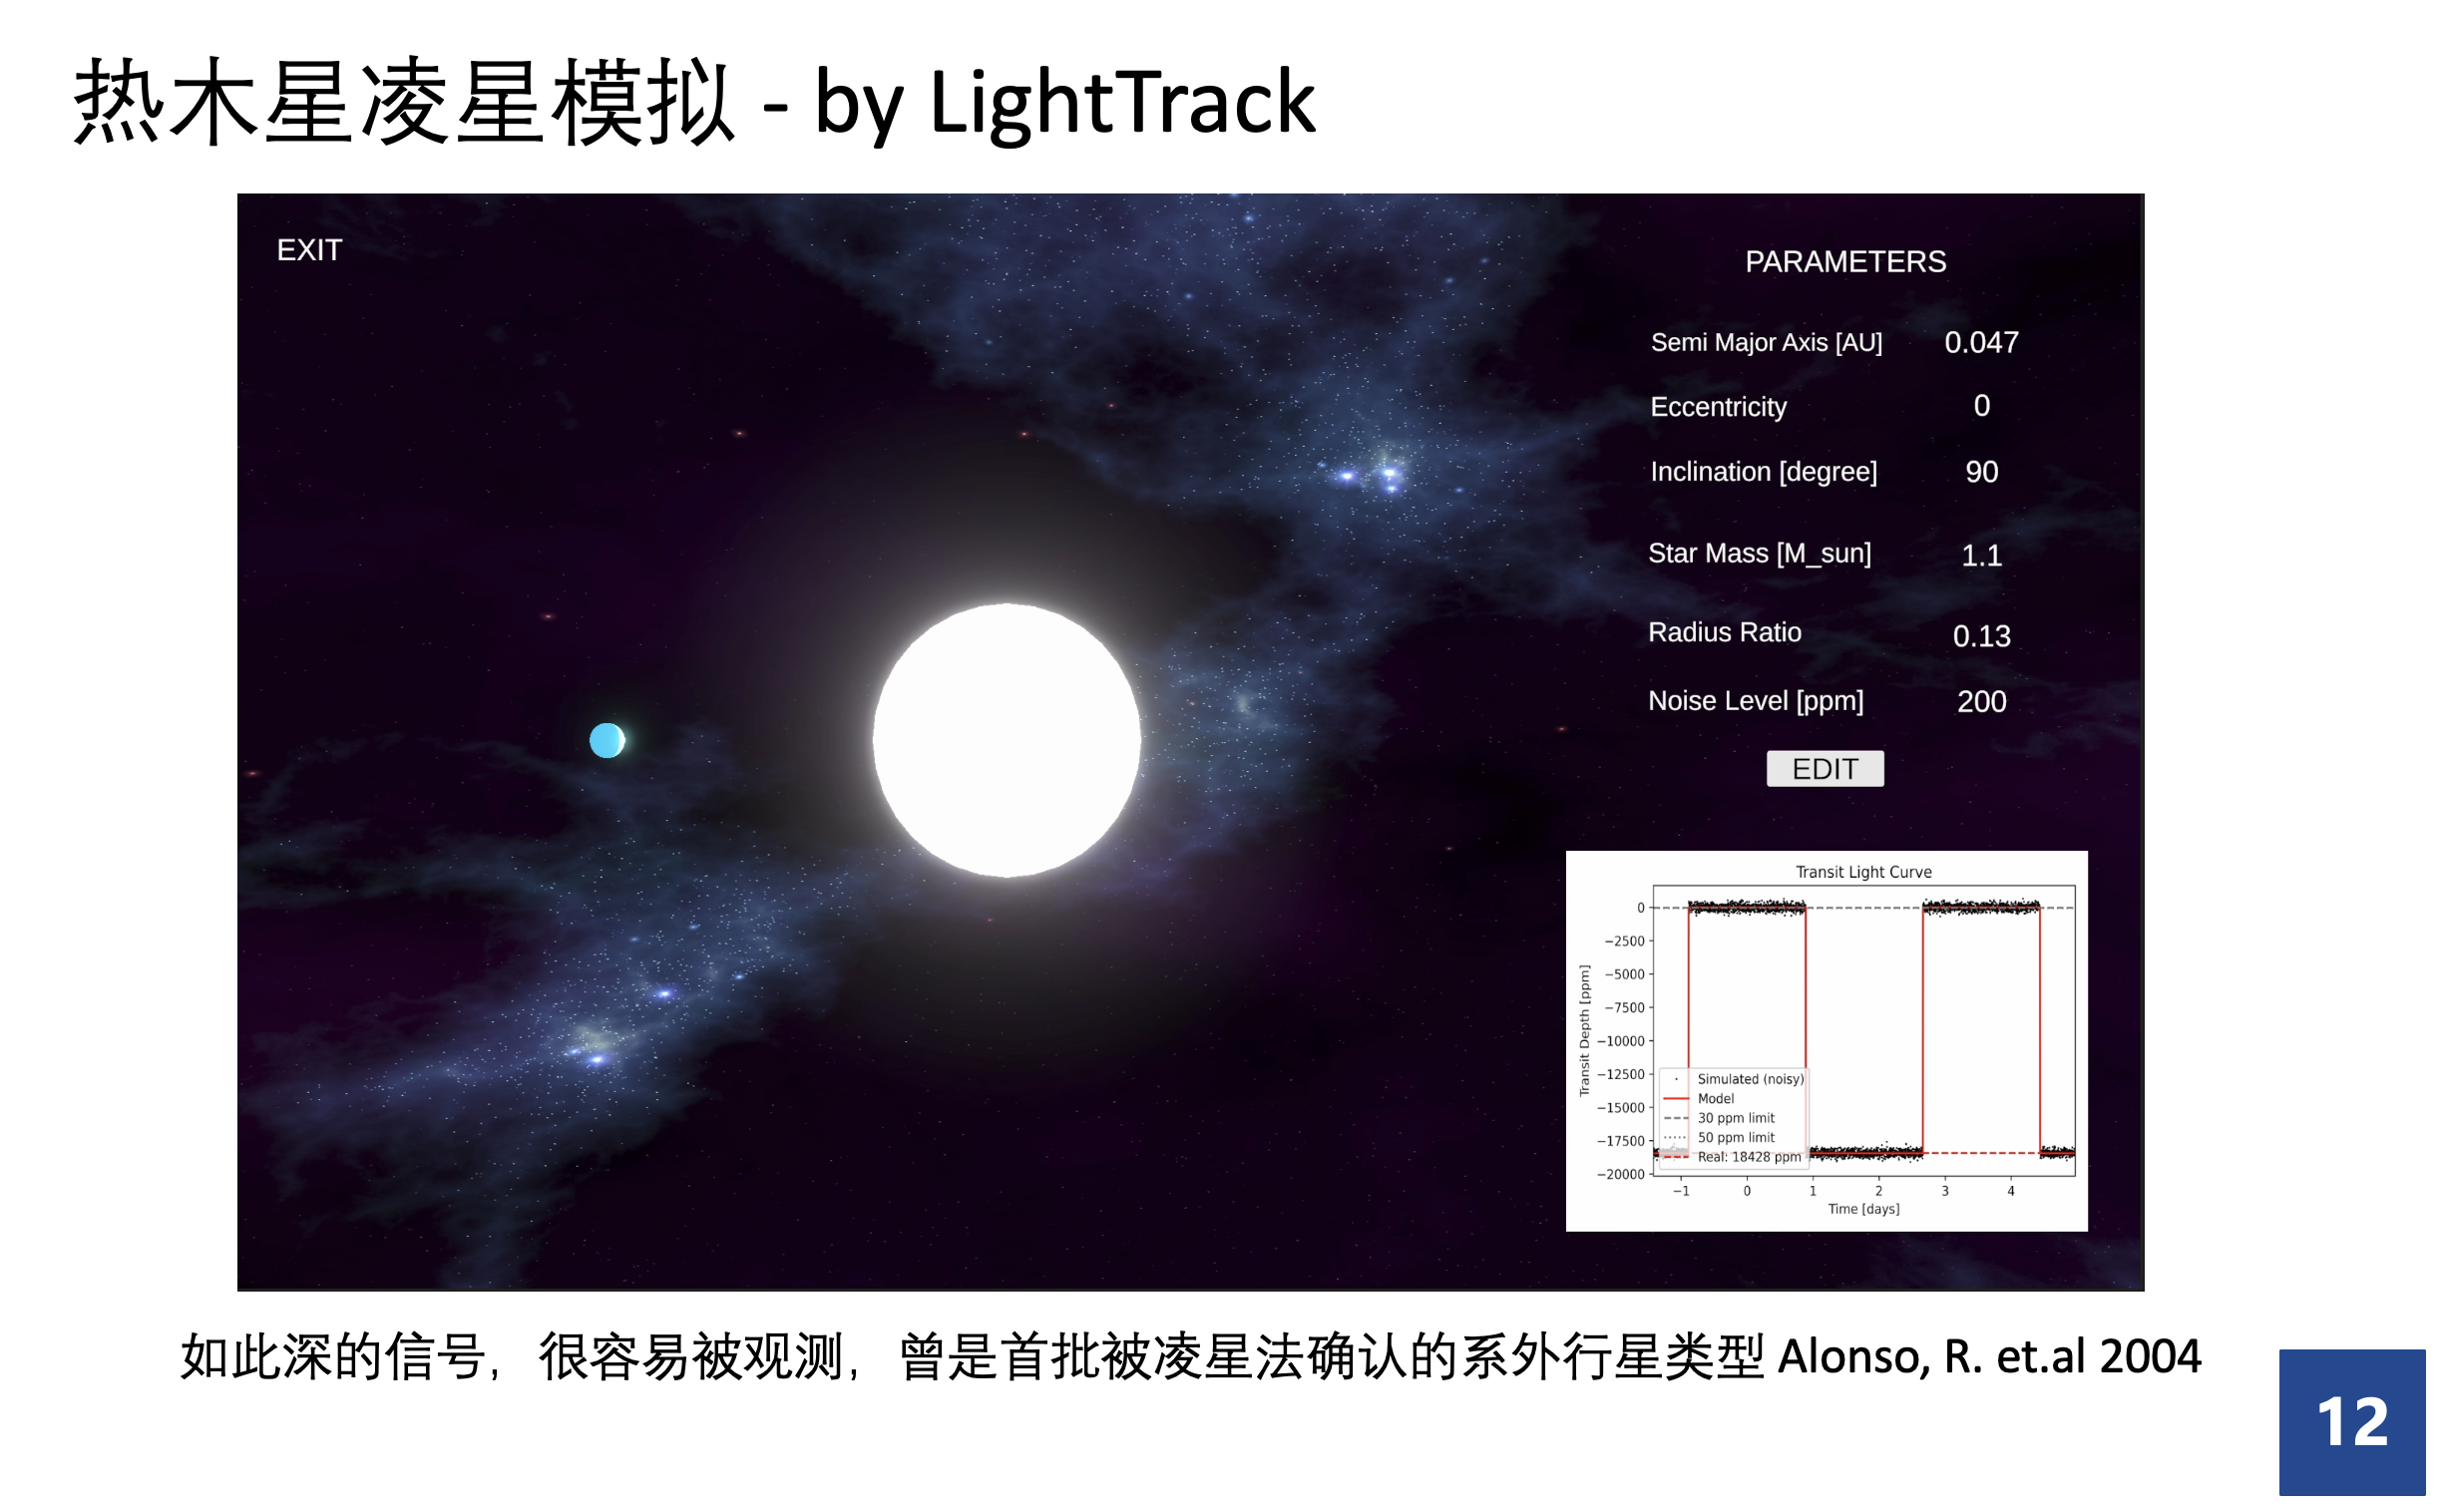 热木星凌星模拟 - by LightTrack
EXIT
PARAMETERS
Semi Major Axis [AU] 0.047
Eccentricity 0
Inclination [degree] 90
Star Mass [M_sun] 1.1
Radius Ratio 0.13
Noise Level [ppm] 200
EDIT
Transit Light Curve
Transit Depth [ppm]
0
−2500
−5000
−7500
−10000
−12500
−15000
−17500
−20000
Simulated (noisy)
Model
30 ppm limit
50 ppm limit
Real: 18428 ppm
−1 0 1 2 3 4
Time [days]
如此深的信号，很容易被观测，曾是首批被凌星法确认的系外行星类型 Alonso, R. et.al 2004
12